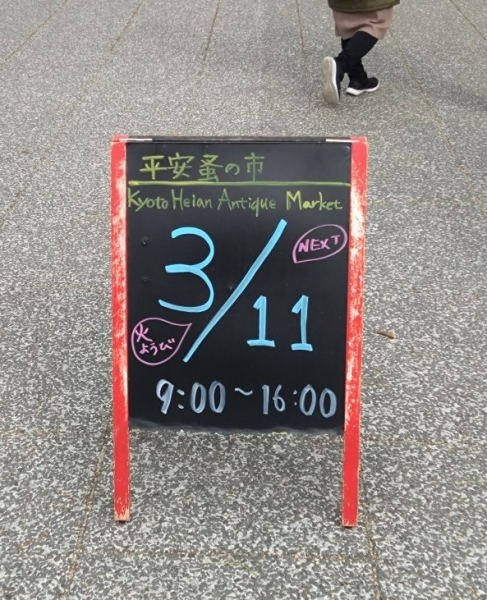 平安蚤の市
Kyoto Heian Antique Market
NEXT
3/11
火
ようび
9:00~16:00